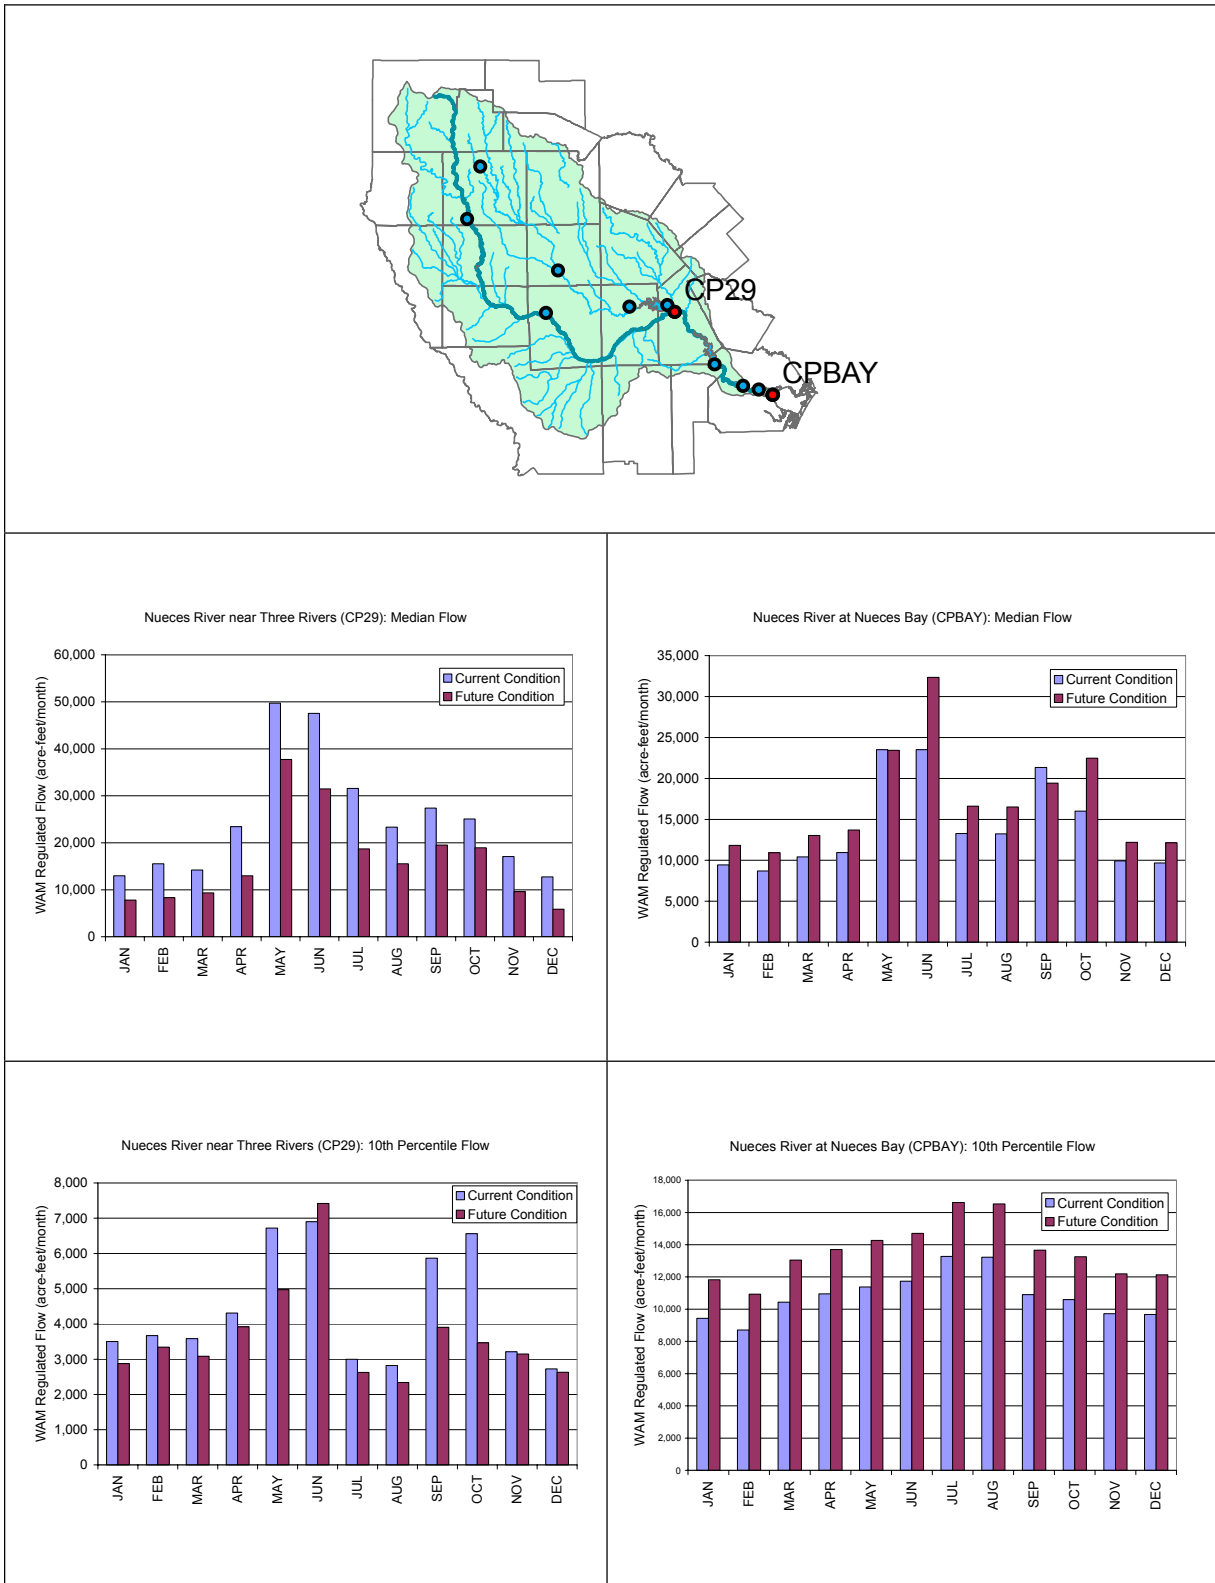 CP29
CPBAY
Nueces River near Three Rivers (CP29): Median Flow
WAM Regulated Flow (acre-feet/month)
60,000
50,000
40,000
30,000
20,000
10,000
0
Current Condition
Future Condition
JAN FEB MAR APR MAY JUN JUL AUG SEP OCT NOV DEC
Nueces River at Nueces Bay (CPBAY): Median Flow
WAM Regulated Flow (acre-feet/month)
35,000
30,000
25,000
20,000
15,000
10,000
5,000
0
Current Condition
Future Condition
JAN FEB MAR APR MAY JUN JUL AUG SEP OCT NOV DEC
Nueces River near Three Rivers (CP29): 10th Percentile Flow
WAM Regulated Flow (acre-feet/month)
8,000
7,000
6,000
5,000
4,000
3,000
2,000
1,000
0
Current Condition
Future Condition
JAN FEB MAR APR MAY JUN JUL AUG SEP OCT NOV DEC
Nueces River at Nueces Bay (CPBAY): 10th Percentile Flow
WAM Regulated Flow (acre-feet/month)
18,000
16,000
14,000
12,000
10,000
8,000
6,000
4,000
2,000
0
Current Condition
Future Condition
JAN FEB MAR APR MAY JUN JUL AUG SEP OCT NOV DEC